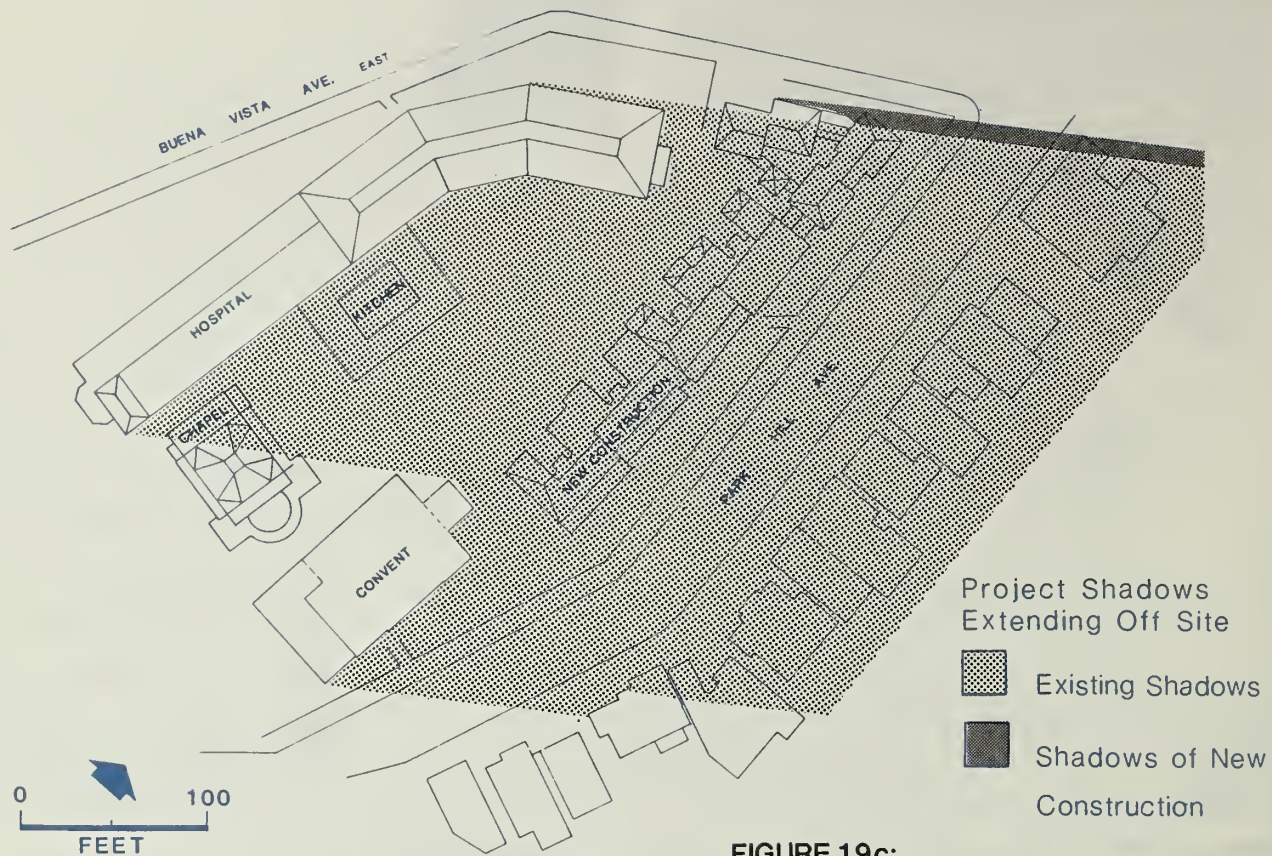 BUENA VISTA AVE. EAST
HOSPITAL
KITCHEN
CHAPEL
CONVENT
NEW CONSTRUCTION
PARK HILL AVE
Project Shadows
Extending Off Site
Existing Shadows
Shadows of New
Construction
0 100
FEET
FIGURE 19c: